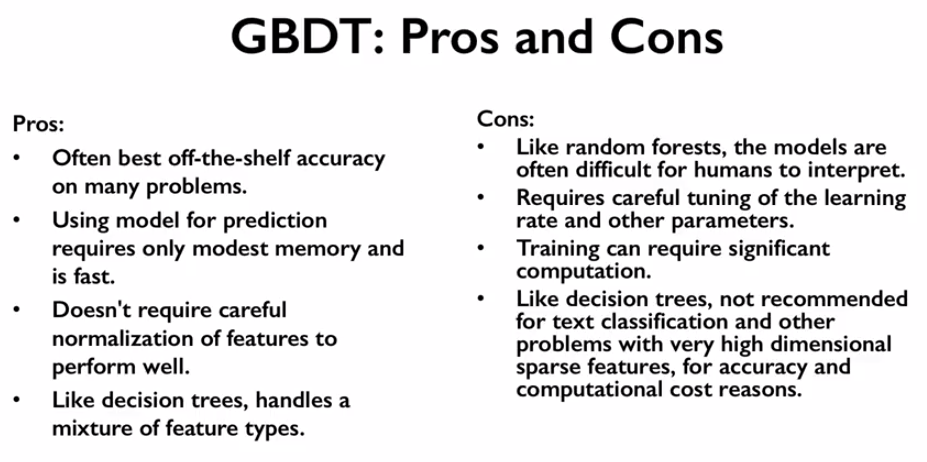 GBDT: Pros and Cons
Pros:
• Often best off-the-shelf accuracy
on many problems.
• Using model for prediction
requires only modest memory and
is fast.
• Doesn't require careful
normalization of features to
perform well.
• Like decision trees, handles a
mixture of feature types.
Cons:
• Like random forests, the models are
often difficult for humans to interpret.
• Requires careful tuning of the learning
rate and other parameters.
• Training can require significant
computation.
• Like decision trees, not recommended
for text classification and other
problems with very high dimensional
sparse features, for accuracy and
computational cost reasons.